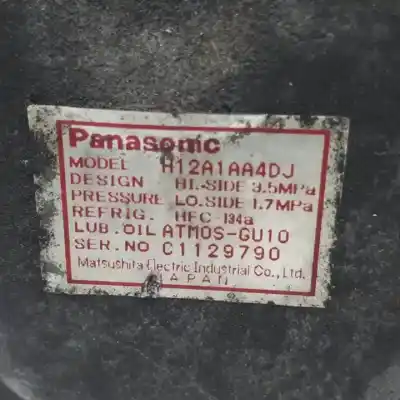 Panasonic
MODEL H12A1AA4DJ
DESIGN HI.-SIDE 3.5MPa
PRESSURE LO.SIDE 1.7MPa
REFRIG. HFC-134a
LUB.OIL ATMOS-GU10
SER.NO C1129790
Matsushita Electric Industrial Co., Ltd.
JAPAN